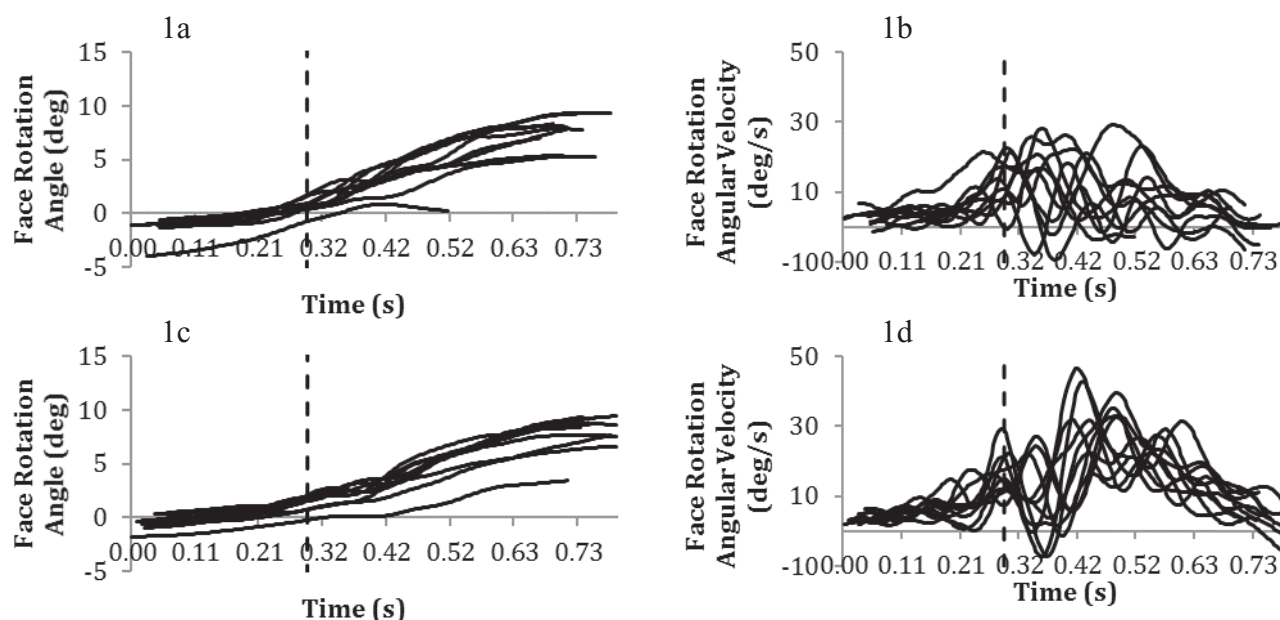 1a
15
10
5
0
-5
Face Rotation
Angle (deg)
0.00 0.11 0.21 0.32 0.42 0.52 0.63 0.73
Time (s)
1b
50
30
10
-10
Face Rotation
Angular Velocity
(deg/s)
0.00 0.11 0.21 0.32 0.42 0.52 0.63 0.73
Time (s)
1c
15
10
5
0
-5
Face Rotation
Angle (deg)
0.00 0.11 0.21 0.32 0.42 0.52 0.63 0.73
Time (s)
1d
50
30
10
-10
Face Rotation
Angular Velocity
(deg/s)
0.00 0.11 0.21 0.32 0.42 0.52 0.63 0.73
Time (s)